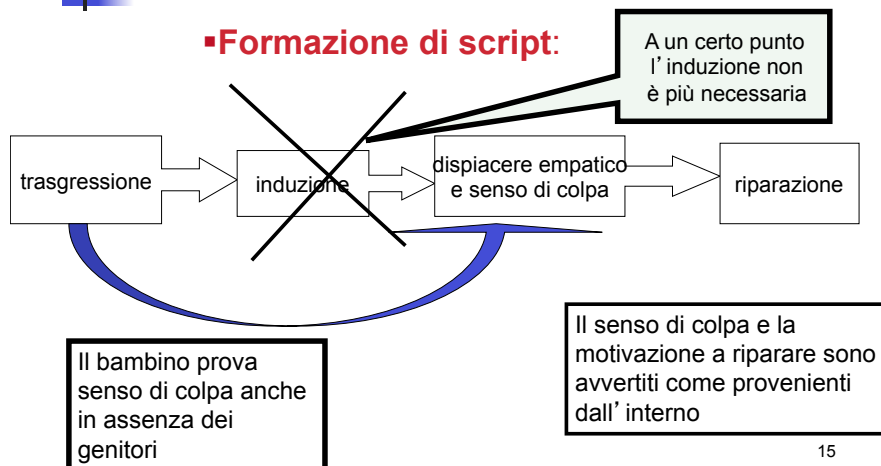 ▪Formazione di script:
A un certo punto
l’induzione non
è più necessaria
trasgressione
induzione
dispiacere empatico
e senso di colpa
riparazione
Il bambino prova
senso di colpa anche
in assenza dei
genitori
Il senso di colpa e la
motivazione a riparare sono
avvertiti come provenienti
dall’interno
15